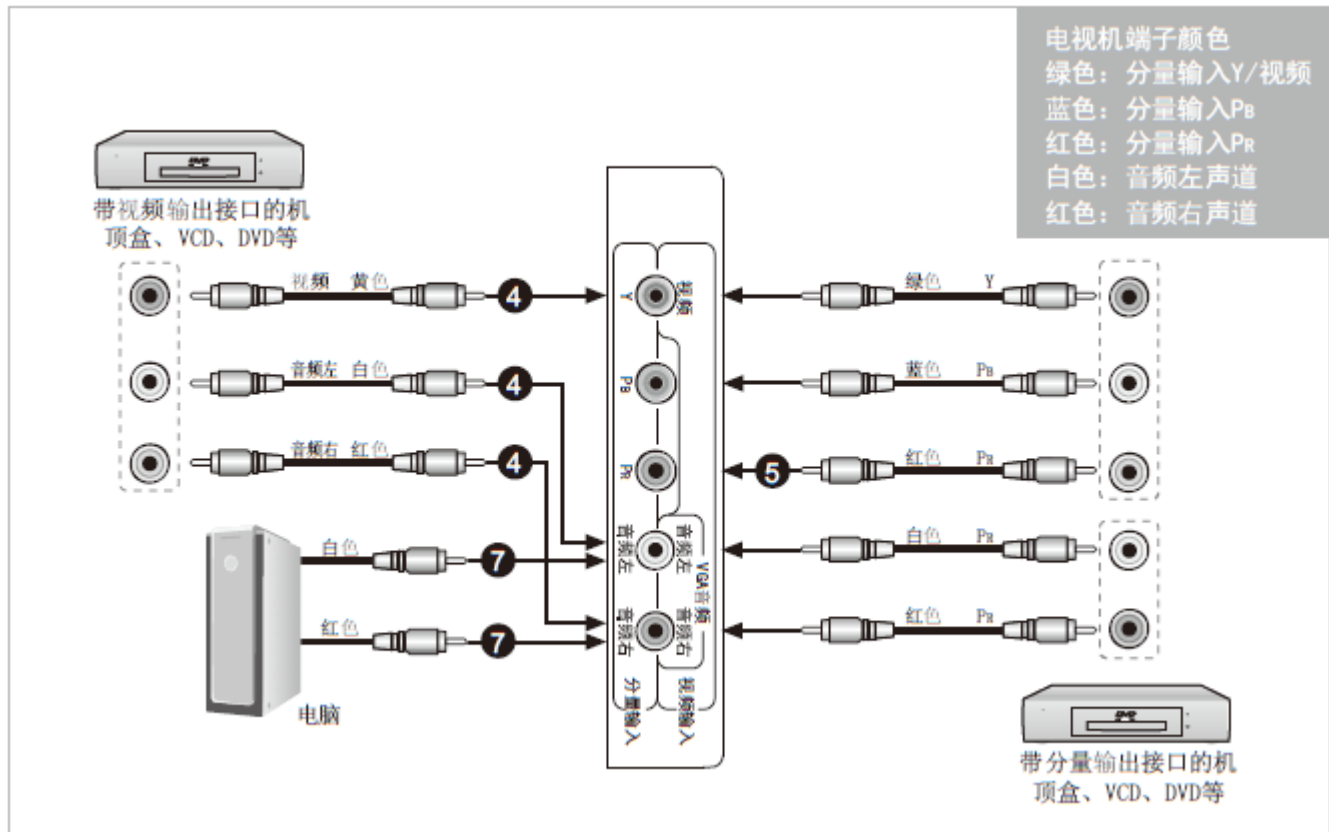 电视机端子颜色
绿色：分量输入Y/视频
蓝色：分量输入PB
红色：分量输入PR
白色：音频左声道
红色：音频右声道
DVD
带视频输出接口的机
顶盒、VCD、DVD等
视频 黄色
4
音频左 白色
4
音频右 红色
4
白色
7
红色
7
电脑
Y
视频
PB
PR
音频左
音频左
VGA音频
音频右
音频右
分量输入
视频输入
绿色 Y
蓝色 PB
5
红色 PR
白色 PR
红色 PR
DVD
带分量输出接口的机
顶盒、VCD、DVD等